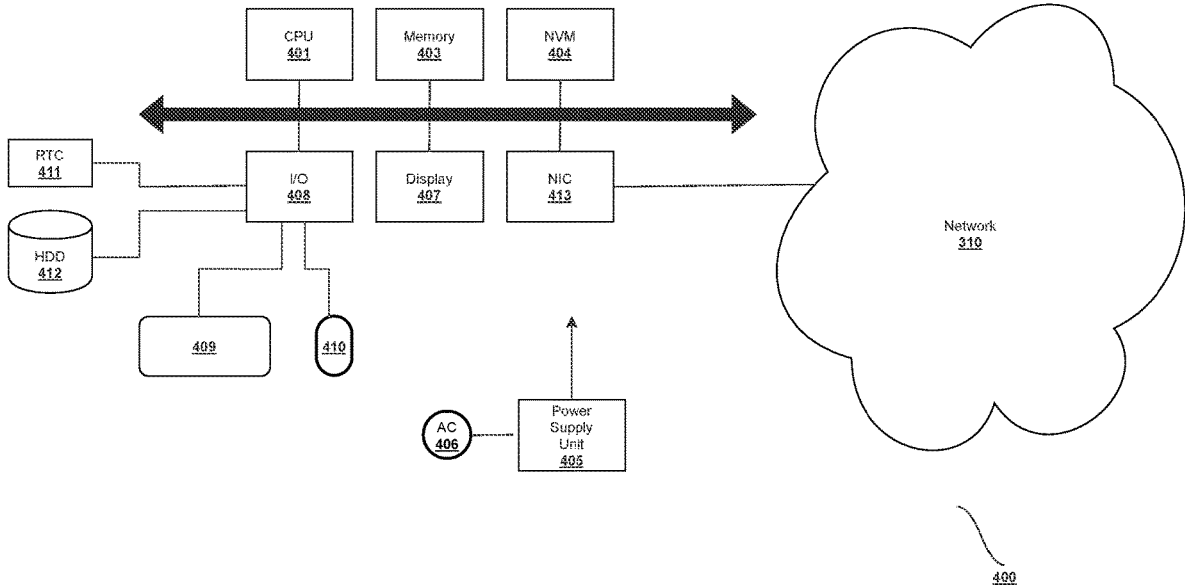 CPU
401
Memory
403
NVM
404
RTC
411
I/O
408
Display
407
NIC
413
Network
310
HDD
412
409
410
AC
406
Power
Supply
Unit
405
400